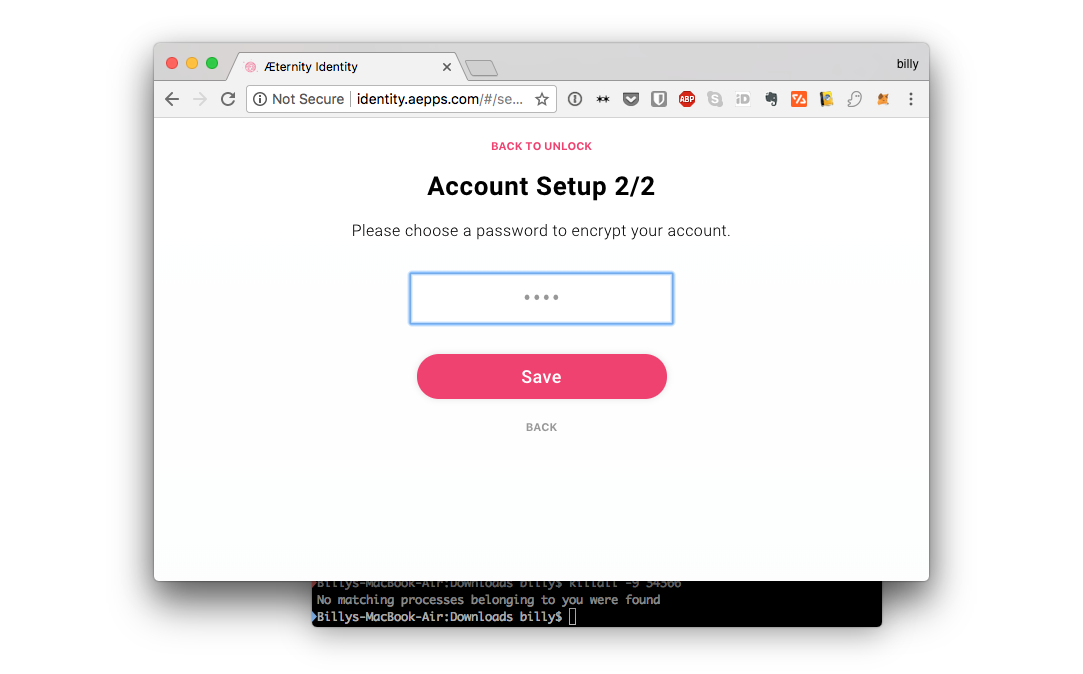 Æternity Identity
billy
Not Secure
identity.aepps.com/#/se...
ABP
S
iD
BACK TO UNLOCK
Account Setup 2/2
Please choose a password to encrypt your account.
••••
Save
BACK
Billys-MacBook-Air:Downloads billy$ killall -9 34366
No matching processes belonging to you were found
Billys-MacBook-Air:Downloads billy$